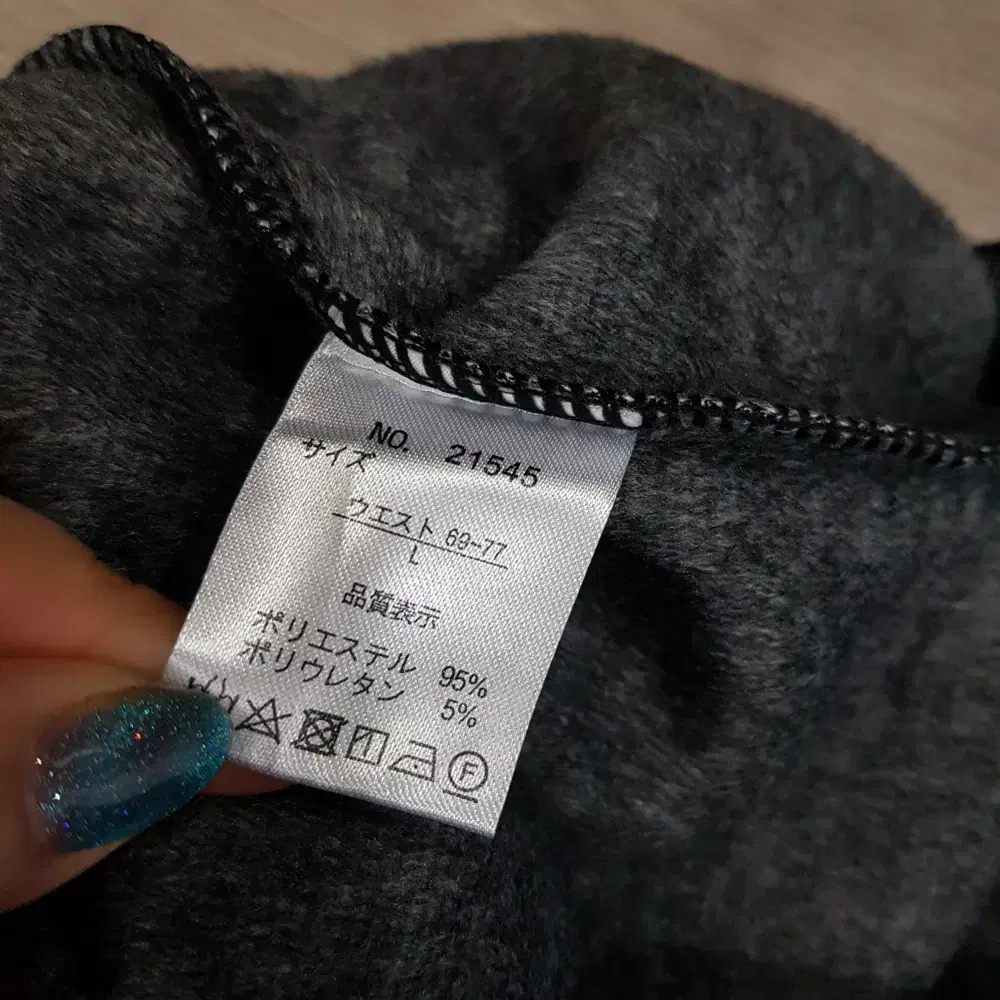 NO. 21545
サイズ
ウエスト 69~77
L
品質表示
ポリエステル 95%
ポリウレタン 5%
F